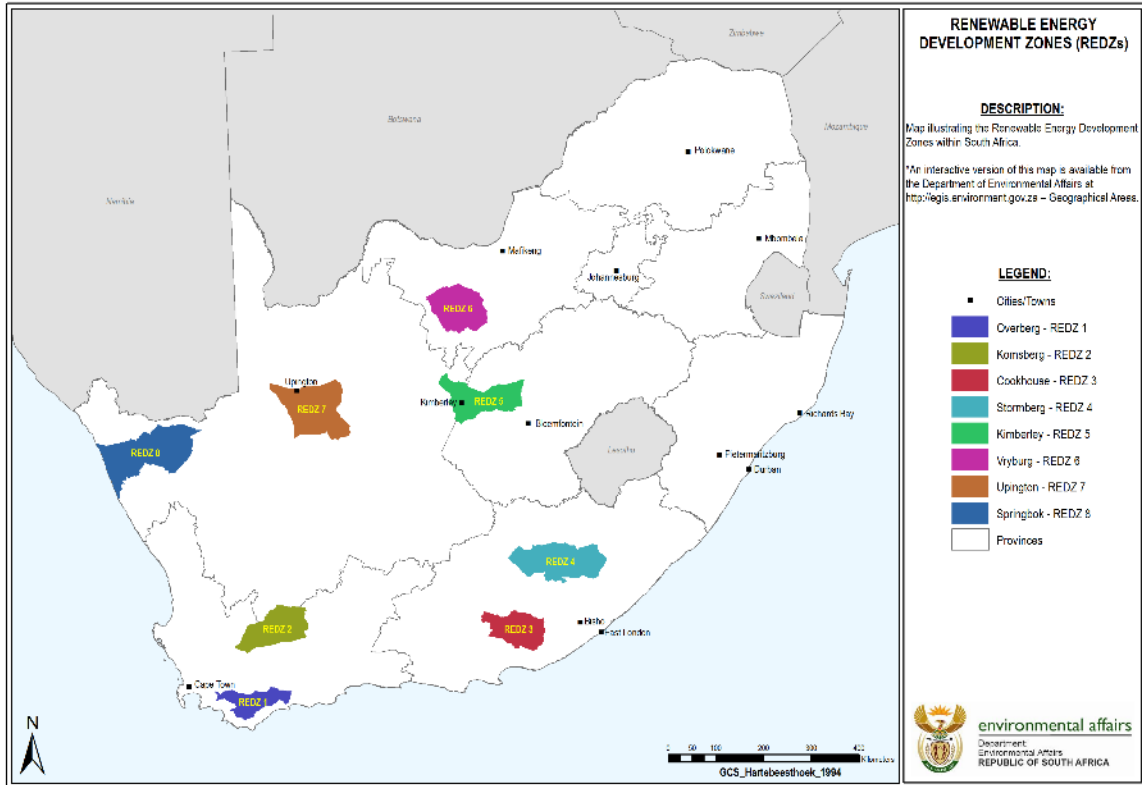 RENEWABLE ENERGY
DEVELOPMENT ZONES (REDZs)
DESCRIPTION:
Map illustrating the Renewable Energy Development
Zones within South Africa.
*An interactive version of this map is available from
the Department of Environmental Affairs at
http://egis.environment.gov.za – Geographical Areas.
LEGEND:
Cities/Towns
Overberg - REDZ 1
Komsberg - REDZ 2
Cookhouse - REDZ 3
Stormberg - REDZ 4
Kimberley - REDZ 5
Vryburg - REDZ 6
Upington - REDZ 7
Springbok - REDZ 8
Provinces
Zimbabwe
Botswana
Mozambique
Namibia
Polokwane
Mafikeng
Mbombela
Johannesburg
Swaziland
REDZ 6
Upington
REDZ 7
Kimberley
REDZ 5
Bloemfontein
Richards Bay
REDZ 8
Lesotho
Pietermaritzburg
Durban
REDZ 4
REDZ 2
REDZ 3
Bisho
East London
Cape Town
REDZ 1
N
0 50 100 200 300 400
Kilometers
GCS_Hartebeesthoek_1994
environmental affairs
Department:
Environmental Affairs
REPUBLIC OF SOUTH AFRICA